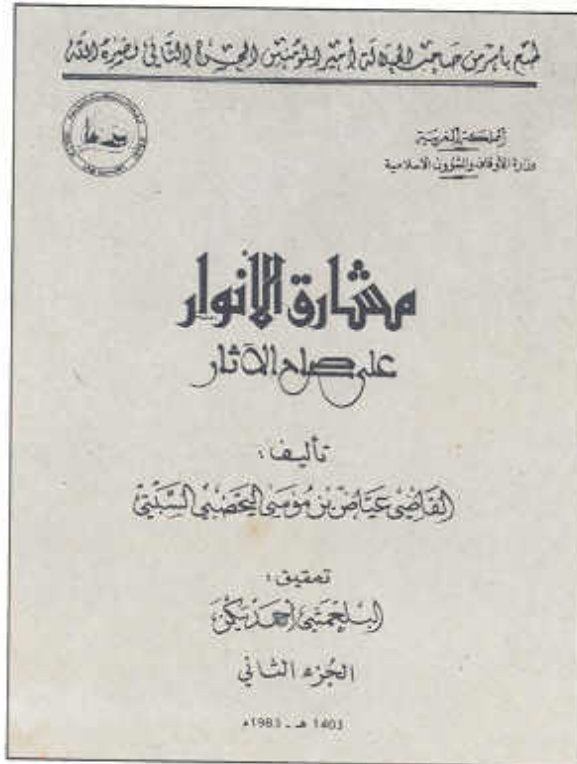 طبع بأمر من صاحب الجلالة أمير المؤمنين الحسن الثاني نصره الله
المملكة المغربية
وزارة الأوقاف والشؤون الإسلامية
مشارق الأنوار
على صحاح الآثار
تأليف:
القاضي عياض بن موسى اليحصبي السبتي
تحقيق:
البلعمشي أحمد يكن
الجزء الثاني
1403 هـ - 1983م